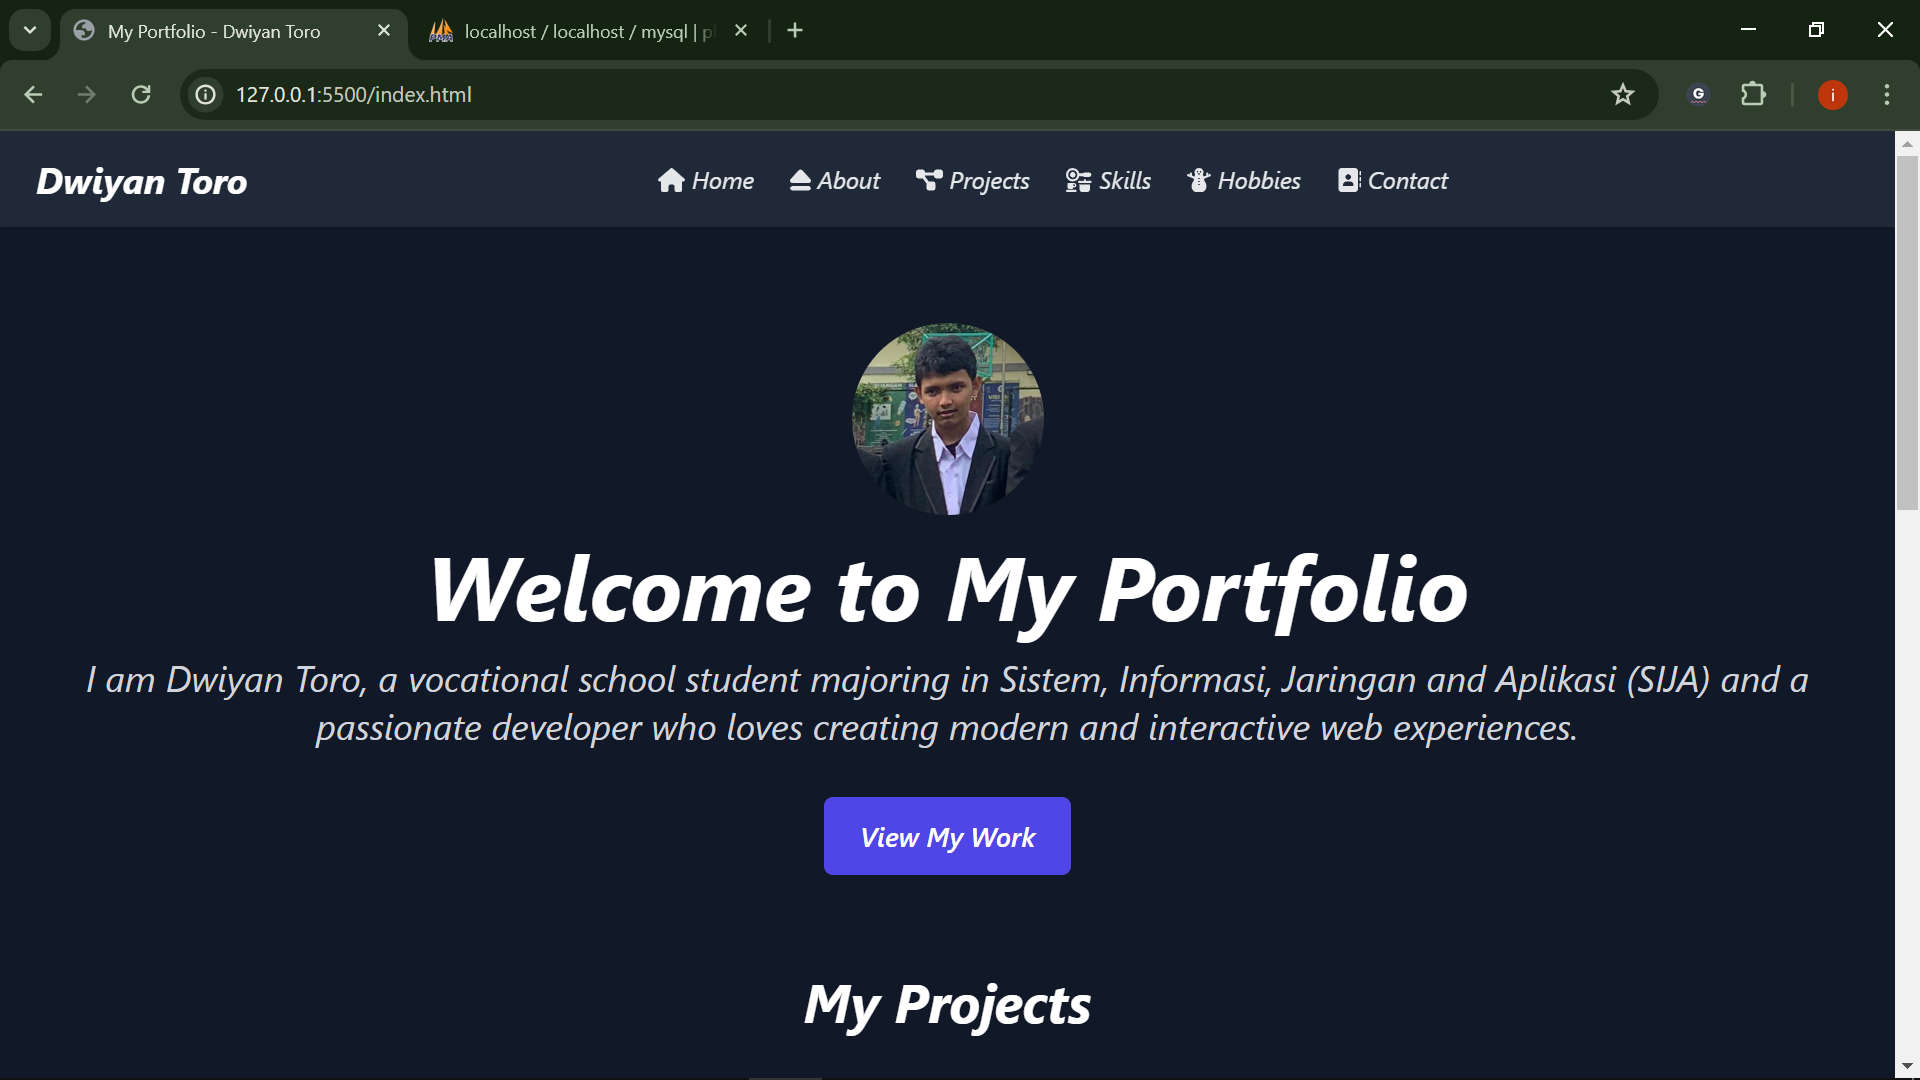 My Portfolio - Dwiyan Toro
localhost / localhost / mysql |
127.0.0.1:5500/index.html
G
i
Dwiyan Toro
Home
About
Projects
Skills
Hobbies
Contact
Welcome to My Portfolio
I am Dwiyan Toro, a vocational school student majoring in Sistem, Informasi, Jaringan and Aplikasi (SIJA) and a
passionate developer who loves creating modern and interactive web experiences.
View My Work
My Projects